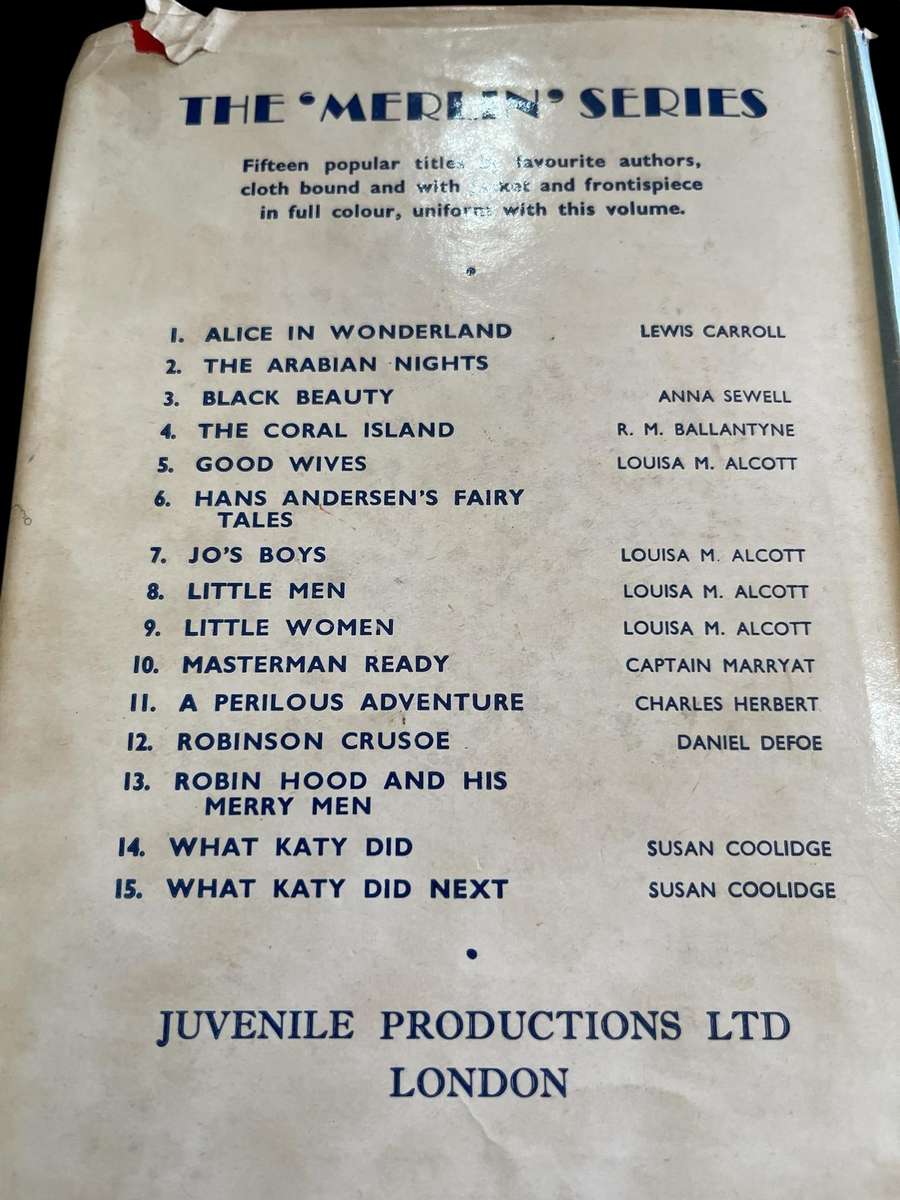 THE 'MERLIN' SERIES
Fifteen popular titles favourite authors,
cloth bound and with jacket and frontispiece
in full colour, uniform with this volume.
1. ALICE IN WONDERLAND LEWIS CARROLL
2. THE ARABIAN NIGHTS
3. BLACK BEAUTY ANNA SEWELL
4. THE CORAL ISLAND R. M. BALLANTYNE
5. GOOD WIVES LOUISA M. ALCOTT
6. HANS ANDERSEN'S FAIRY
TALES
7. JO'S BOYS LOUISA M. ALCOTT
8. LITTLE MEN LOUISA M. ALCOTT
9. LITTLE WOMEN LOUISA M. ALCOTT
10. MASTERMAN READY CAPTAIN MARRYAT
11. A PERILOUS ADVENTURE CHARLES HERBERT
12. ROBINSON CRUSOE DANIEL DEFOE
13. ROBIN HOOD AND HIS
MERRY MEN
14. WHAT KATY DID SUSAN COOLIDGE
15. WHAT KATY DID NEXT SUSAN COOLIDGE
JUVENILE PRODUCTIONS LTD
LONDON